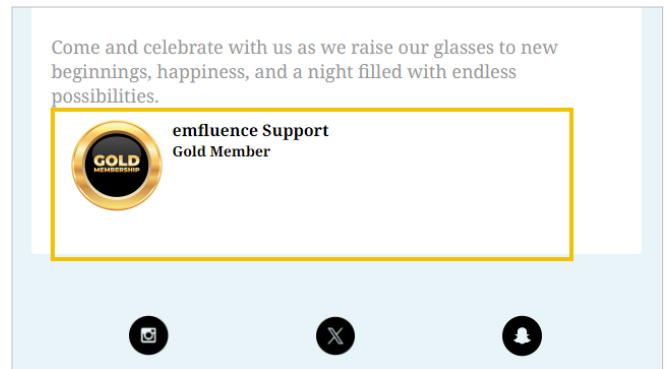 Come and celebrate with us as we raise our glasses to new
beginnings, happiness, and a night filled with endless
possibilities.
emfluence Support
Gold Member
GOLD
MEMBERSHIP